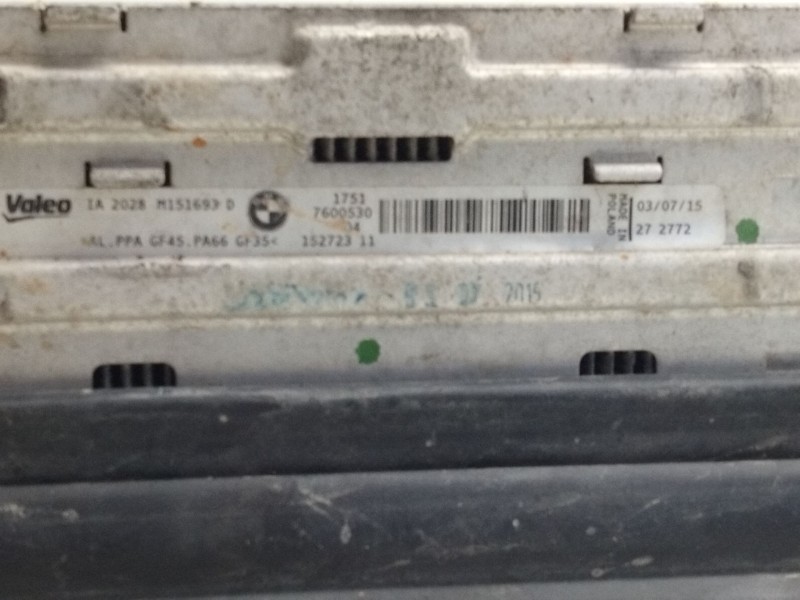 Valeo IA 2028 M151693 D
>AL.PPA GF45.PA66 GF35<
1751
7600530
04
152723 11
MADE IN
POLAND
03/07/15
27 2772
2015